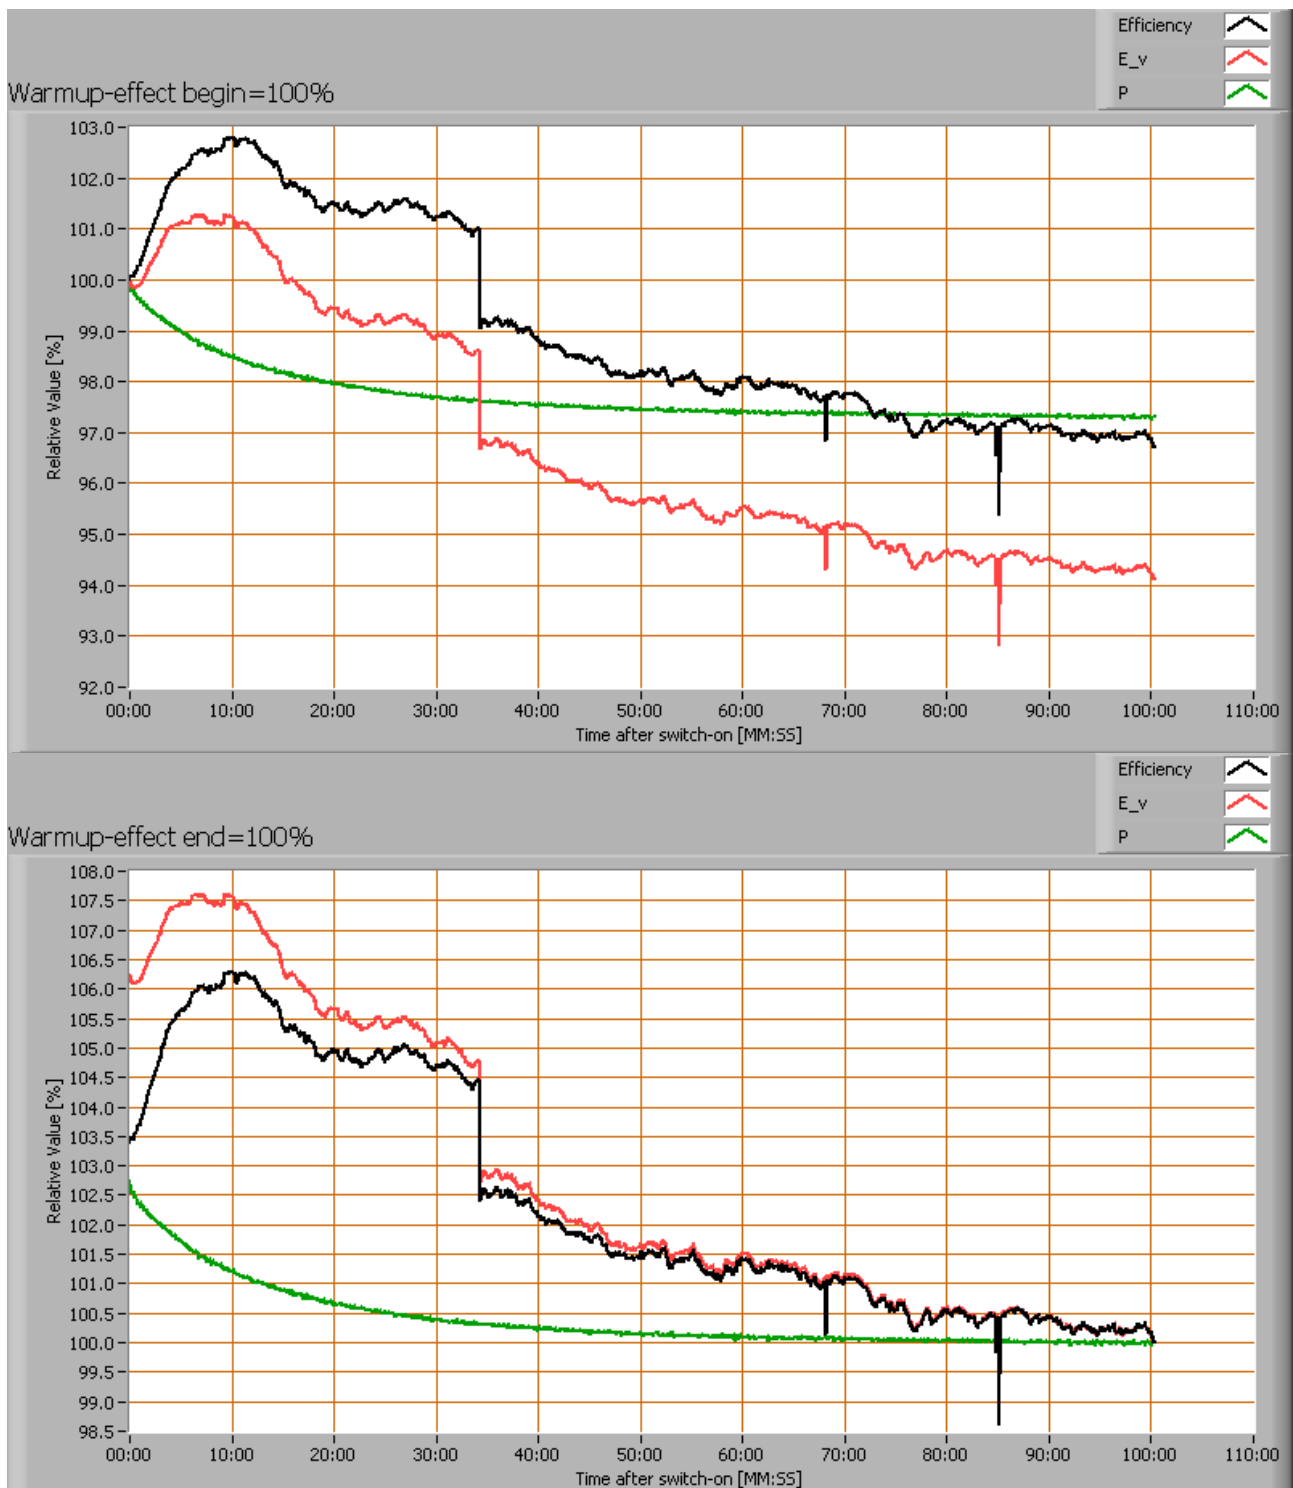 Efficiency
E_v
P
Warmup-effect begin=100%
103.0
102.0
101.0
100.0
99.0
98.0
97.0
96.0
95.0
94.0
93.0
92.0
Relative Value [%]
00:00 10:00 20:00 30:00 40:00 50:00 60:00 70:00 80:00 90:00 100:00 110:00
Time after switch-on [MM:SS]
Efficiency
E_v
P
Warmup-effect end=100%
108.0
107.5
107.0
106.5
106.0
105.5
105.0
104.5
104.0
103.5
103.0
102.5
102.0
101.5
101.0
100.5
100.0
99.5
99.0
98.5
Relative Value [%]
00:00 10:00 20:00 30:00 40:00 50:00 60:00 70:00 80:00 90:00 100:00 110:00
Time after switch-on [MM:SS]